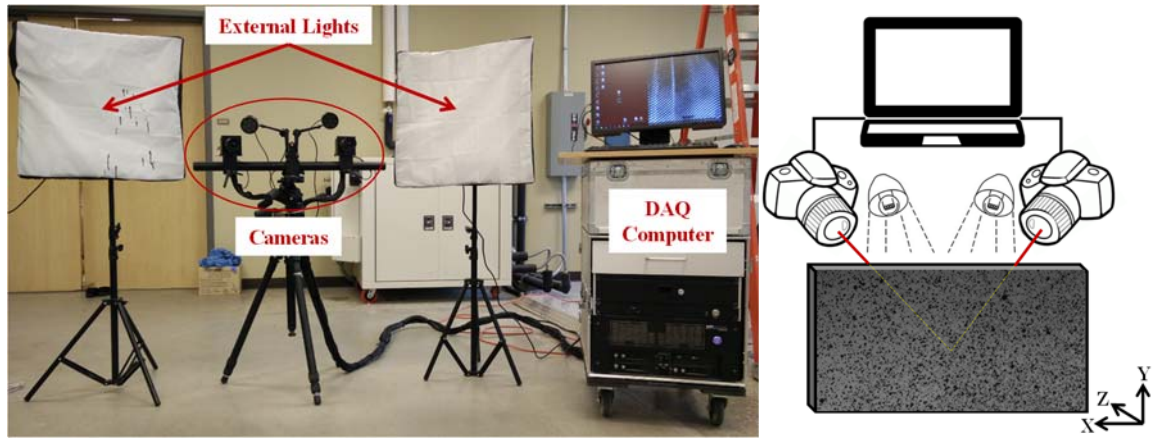 External Lights
Cameras
DAQ
Computer
Y
Z
X